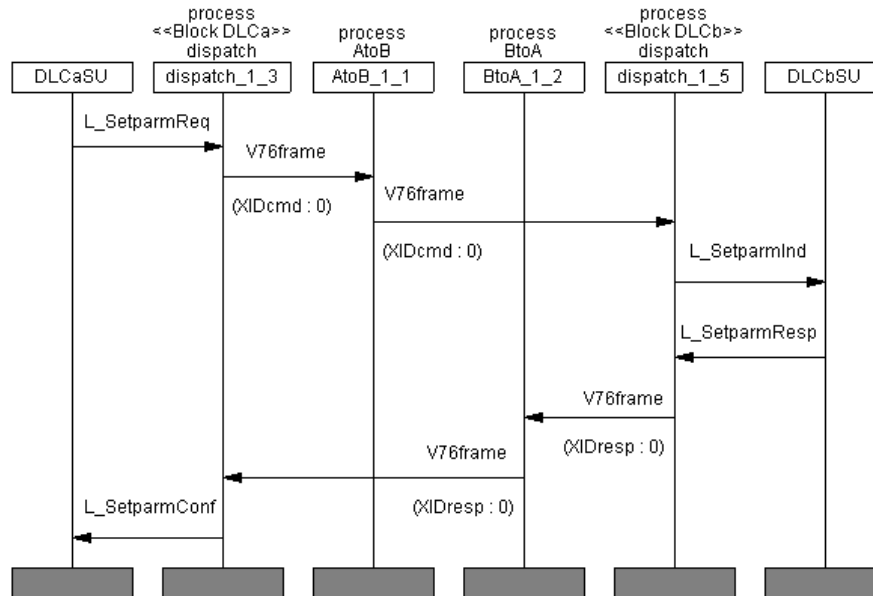 process
<<Block DLCa>>
dispatch
process
AtoB
process
BtoA
process
<<Block DLCb>>
dispatch
DLCaSU
dispatch_1_3
AtoB_1_1
BtoA_1_2
dispatch_1_5
DLCbSU
L_SetparmReq
V76frame
(XIDcmd : 0)
V76frame
(XIDcmd : 0)
L_SetparmInd
L_SetparmResp
V76frame
(XIDresp : 0)
V76frame
(XIDresp : 0)
L_SetparmConf